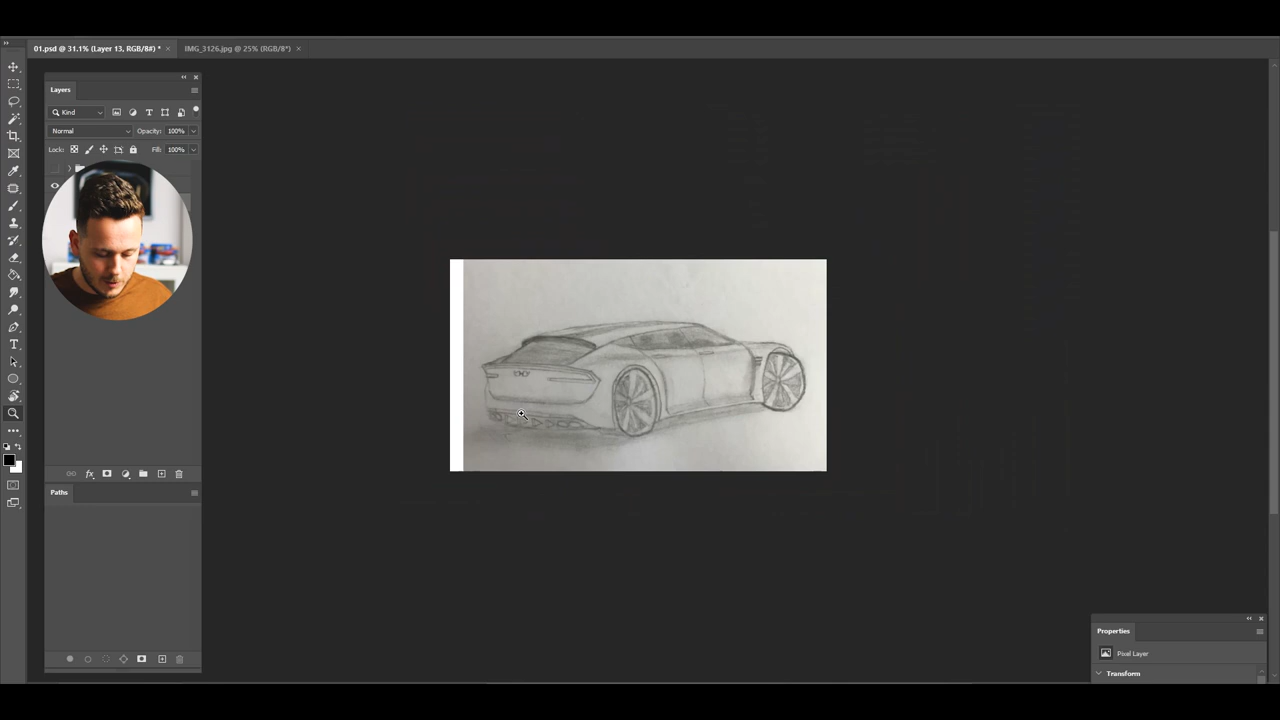 01.psd @ 31.1% (Layer 13, RGB/8#) *
IMG_3126.jpg @ 25% (RGB/8*)
Layers
Kind
Normal
Opacity: 100%
Lock:
Fill: 100%
Paths
Properties
Pixel Layer
Transform